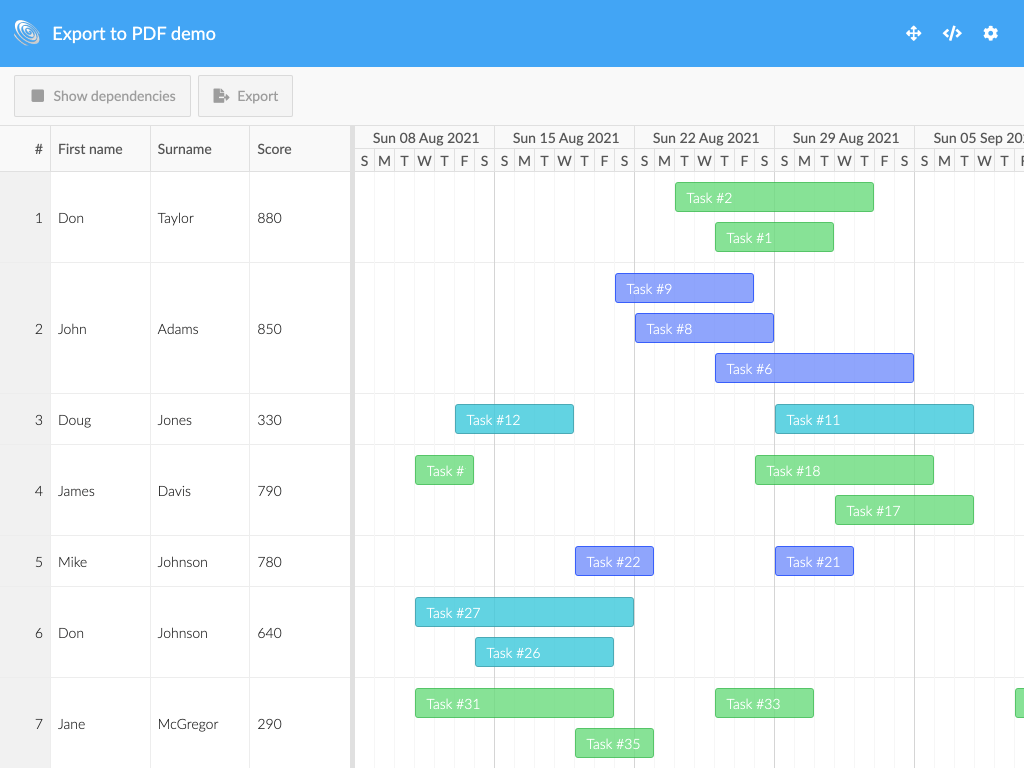 Export to PDF demo
Show dependencies
Export
# First name Surname Score
Sun 08 Aug 2021 Sun 15 Aug 2021 Sun 22 Aug 2021 Sun 29 Aug 2021 Sun 05 Sep
S M T W T F S S M T W T F S S M T W T F S S M T W T F S S M T W T
1 Don Taylor 880
Task #2
Task #1
2 John Adams 850
Task #9
Task #8
Task #6
3 Doug Jones 330
Task #12 Task #11
4 James Davis 790
Task # Task #18
Task #17
5 Mike Johnson 780
Task #22 Task #21
6 Don Johnson 640
Task #27
Task #26
7 Jane McGregor 290
Task #31 Task #33
Task #35